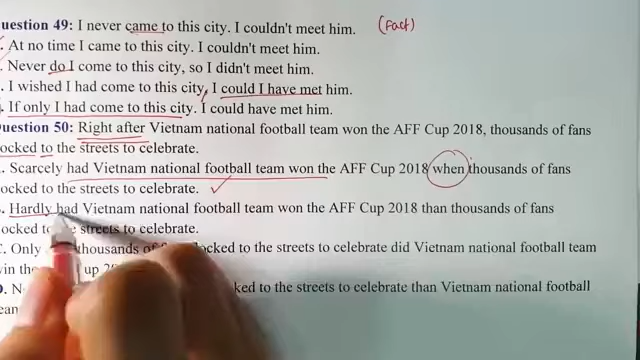 uestion 49: I never came to this city. I couldn't meet him. (Fact)
. At no time I came to this city. I couldn't meet him.
. Never do I come to this city, so I didn't meet him.
. I wished I had come to this city, I could I have met him.
. If only I had come to this city. I could have met him.
uestion 50: Right after Vietnam national football team won the AFF Cup 2018, thousands of fans
ocked to the streets to celebrate.
. Scarcely had Vietnam national football team won the AFF Cup 2018 when thousands of fans
ocked to the streets to celebrate.
. Hardly had Vietnam national football team won the AFF Cup 2018 than thousands of fans
ocked to the streets to celebrate.
C. Only thousands of ocked to the streets to celebrate did Vietnam national football team
in the up
D. N ked to the streets to celebrate than Vietnam national football